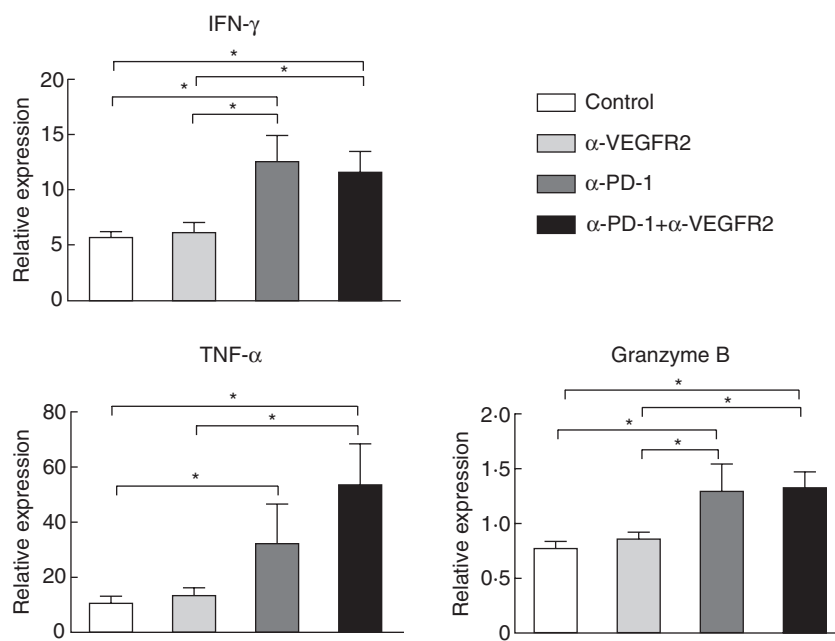 IFN-γ
* 
*
*
*
20
15
10
5
0
Relative expression
Control
α-VEGFR2
α-PD-1
α-PD-1+α-VEGFR2
TNF-α
*
*
*
80
60
40
20
0
Relative expression
Granzyme B
*
*
*
*
2·0
1·5
1·0
0·5
0
Relative expression